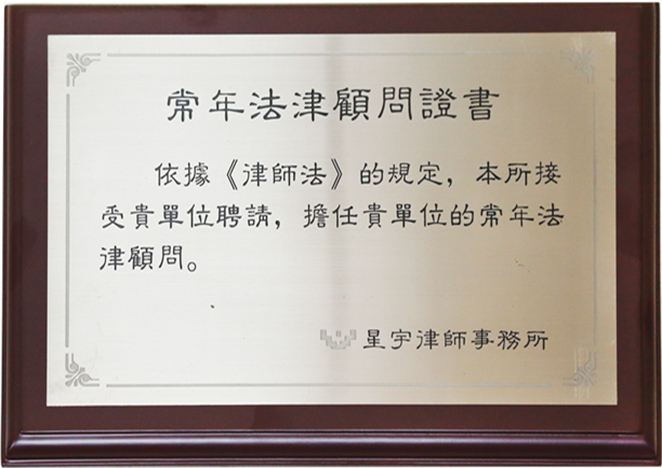 常年法律顧問證書
依據《律師法》的規定，本所接
受貴單位聘請，擔任貴單位的常年法
律顧問。
星宇律師事務所